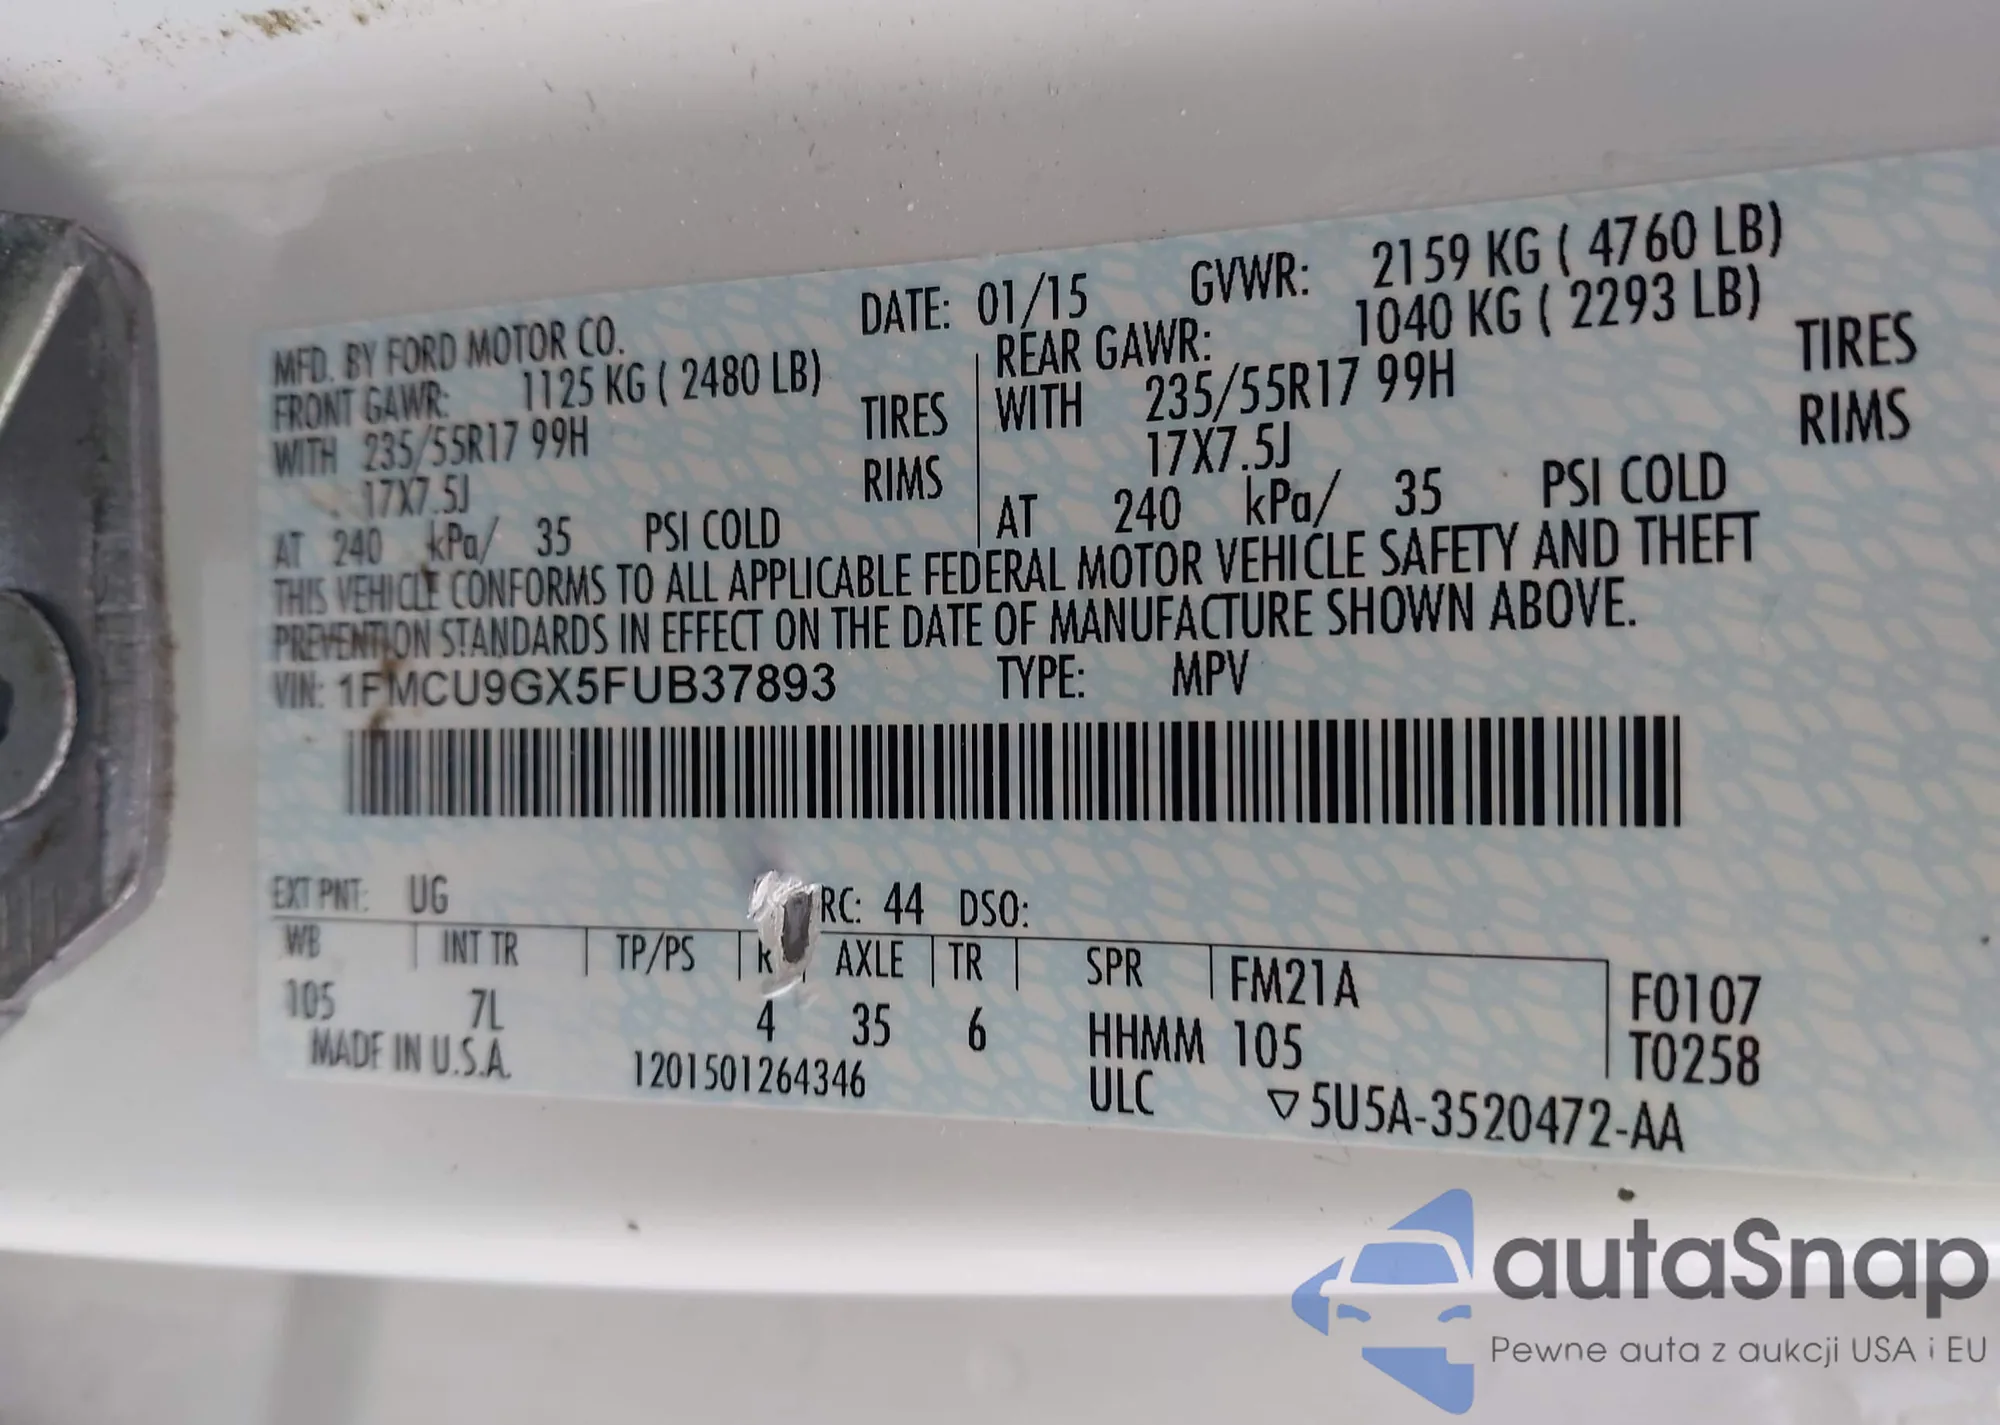 MFD. BY FORD MOTOR CO. DATE: 01/15 GVWR: 2159 KG ( 4760 LB)
FRONT GAWR: 1125 KG ( 2480 LB) REAR GAWR: 1040 KG ( 2293 LB)
WITH 235/55R17 99H TIRES WITH 235/55R17 99H TIRES
17X7.5J RIMS 17X7.5J RIMS
AT 240 kPa/ 35 PSI COLD AT 240 kPa/ 35 PSI COLD
THIS VEHICLE CONFORMS TO ALL APPLICABLE FEDERAL MOTOR VEHICLE SAFETY AND THEFT
PREVENTION STANDARDS IN EFFECT ON THE DATE OF MANUFACTURE SHOWN ABOVE.
VIN: 1FMCU9GX5FUB37893 TYPE: MPV
EXT PNT: UG RC: 44 DSO:
WB INT TR TP/PS AXLE TR SPR FM21A F0107
105 7L 4 35 6 HHMM 105 T0258
MADE IN U.S.A. 1201501264346 ULC ▽5U5A-3520472-AA
autaSnap
Pewne auta z aukcji USA i EU